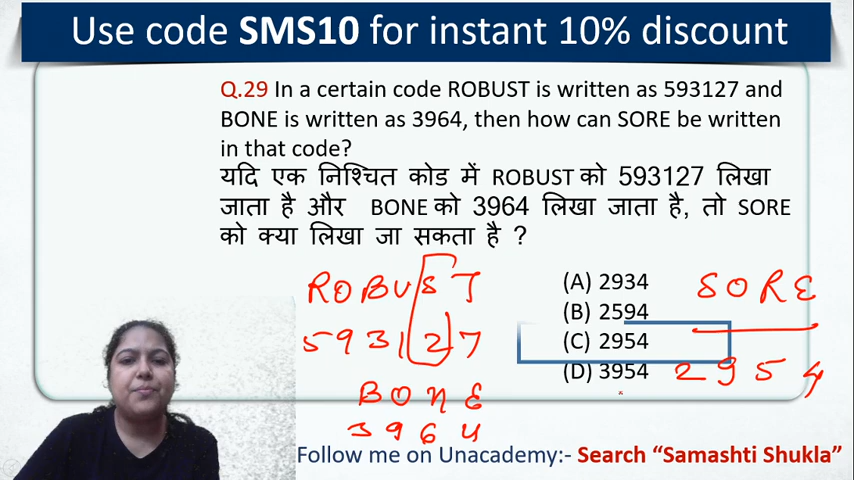 Use code SMS10 for instant 10% discount
Q.29 In a certain code ROBUST is written as 593127 and
BONE is written as 3964, then how can SORE be written
in that code?
यदि एक निश्चित कोड में ROBUST को 593127 लिखा
जाता है और BONE को 3964 लिखा जाता है, तो SORE
को क्या लिखा जा सकता है ?
(A) 2934
(B) 2594
(C) 2954
(D) 3954
ROBUST
593127
BONE
3964
SORE
2954
Follow me on Unacademy:- Search “Samashti Shukla”